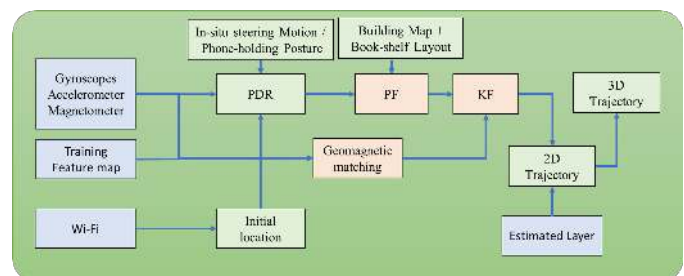 In-situ steering Motion /
Phone-holding Posture
Building Map /
Book-shelf Layout
Gyroscopes
Accelerometer
Magnetometer
PDR
PF
KF
3D
Trajectory
Training
Feature map
Geomagnetic
matching
2D
Trajectory
Wi-Fi
Initial
location
Estimated Layer